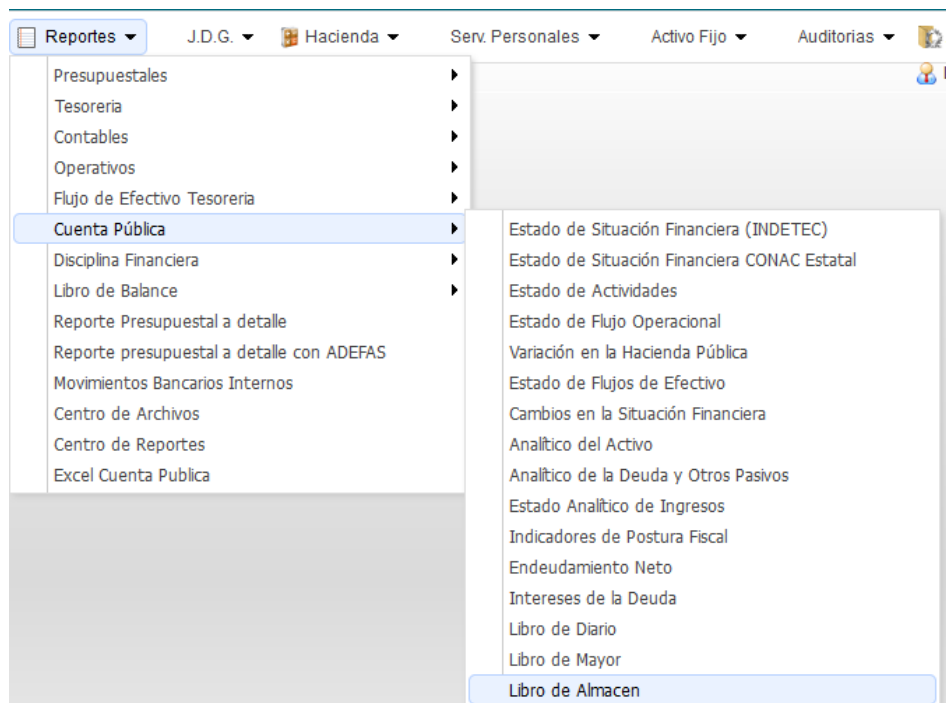 Reportes J.D.G. Hacienda Serv. Personales Activo Fijo Auditorias
Presupuestales
Tesoreria
Contables
Operativos
Flujo de Efectivo Tesoreria
Cuenta Pública
Disciplina Financiera
Libro de Balance
Reporte Presupuestal a detalle
Reporte presupuestal a detalle con ADEFAS
Movimientos Bancarios Internos
Centro de Archivos
Centro de Reportes
Excel Cuenta Publica
Estado de Situación Financiera (INDETEC)
Estado de Situación Financiera CONAC Estatal
Estado de Actividades
Estado de Flujo Operacional
Variación en la Hacienda Pública
Estado de Flujos de Efectivo
Cambios en la Situación Financiera
Analítico del Activo
Analítico de la Deuda y Otros Pasivos
Estado Analítico de Ingresos
Indicadores de Postura Fiscal
Endeudamiento Neto
Intereses de la Deuda
Libro de Diario
Libro de Mayor
Libro de Almacen